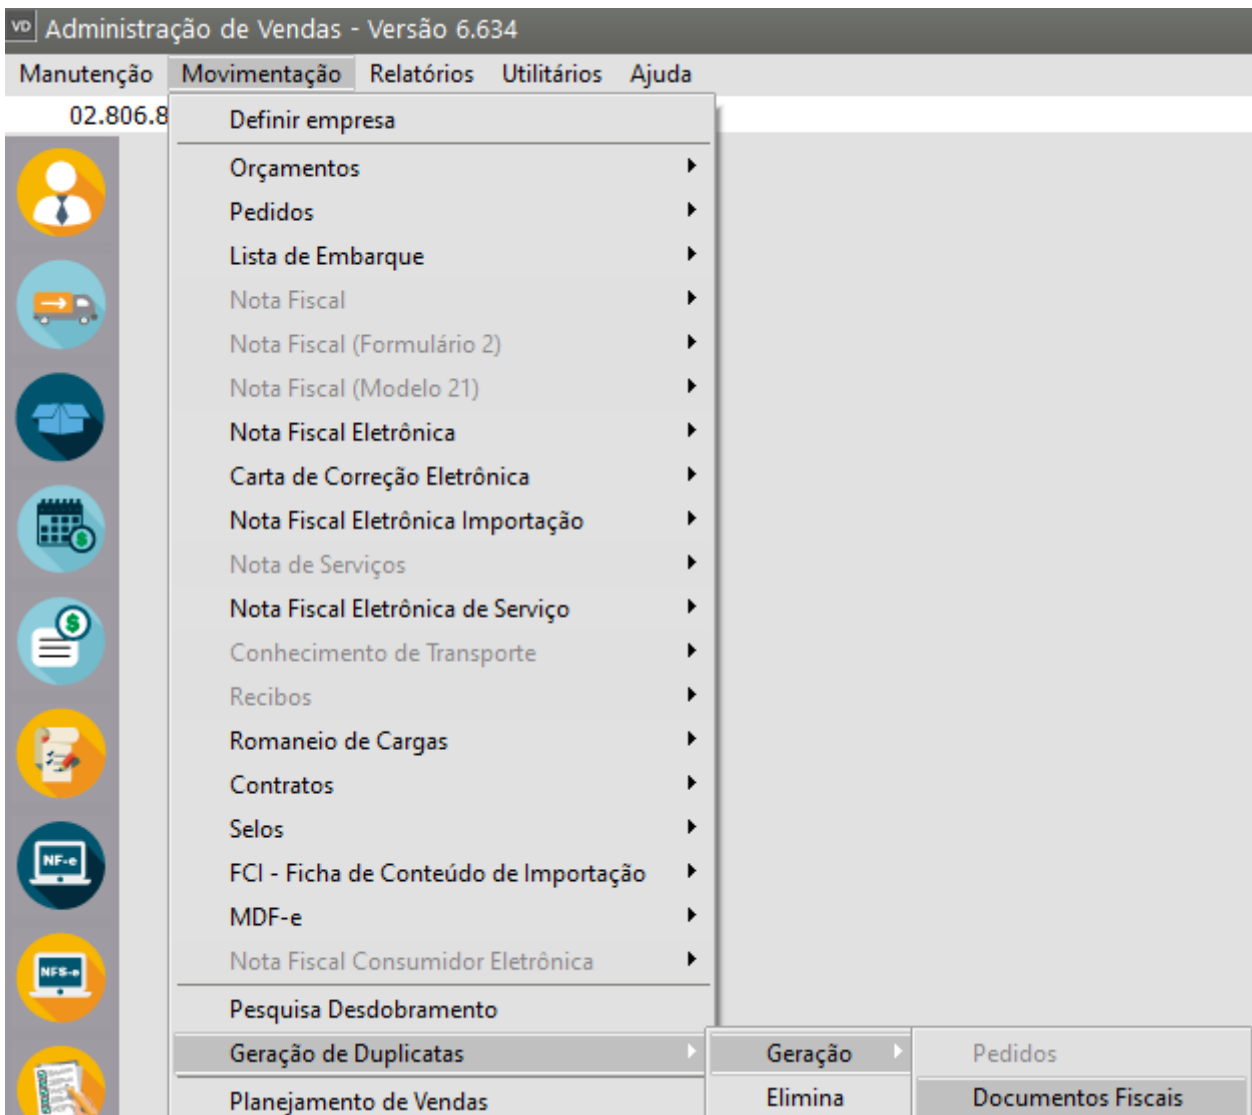 VD Administração de Vendas - Versão 6.634
Manutenção Movimentação Relatórios Utilitários Ajuda
02.806.8
Definir empresa
Orçamentos
Pedidos
Lista de Embarque
Nota Fiscal
Nota Fiscal (Formulário 2)
Nota Fiscal (Modelo 21)
Nota Fiscal Eletrônica
Carta de Correção Eletrônica
Nota Fiscal Eletrônica Importação
Nota de Serviços
Nota Fiscal Eletrônica de Serviço
Conhecimento de Transporte
Recibos
Romaneio de Cargas
Contratos
Selos
NF-e
FCI - Ficha de Conteúdo de Importação
MDF-e
Nota Fiscal Consumidor Eletrônica
NFS-e
Pesquisa Desdobramento
Geração de Duplicatas Geração Pedidos
Planejamento de Vendas Elimina Documentos Fiscais